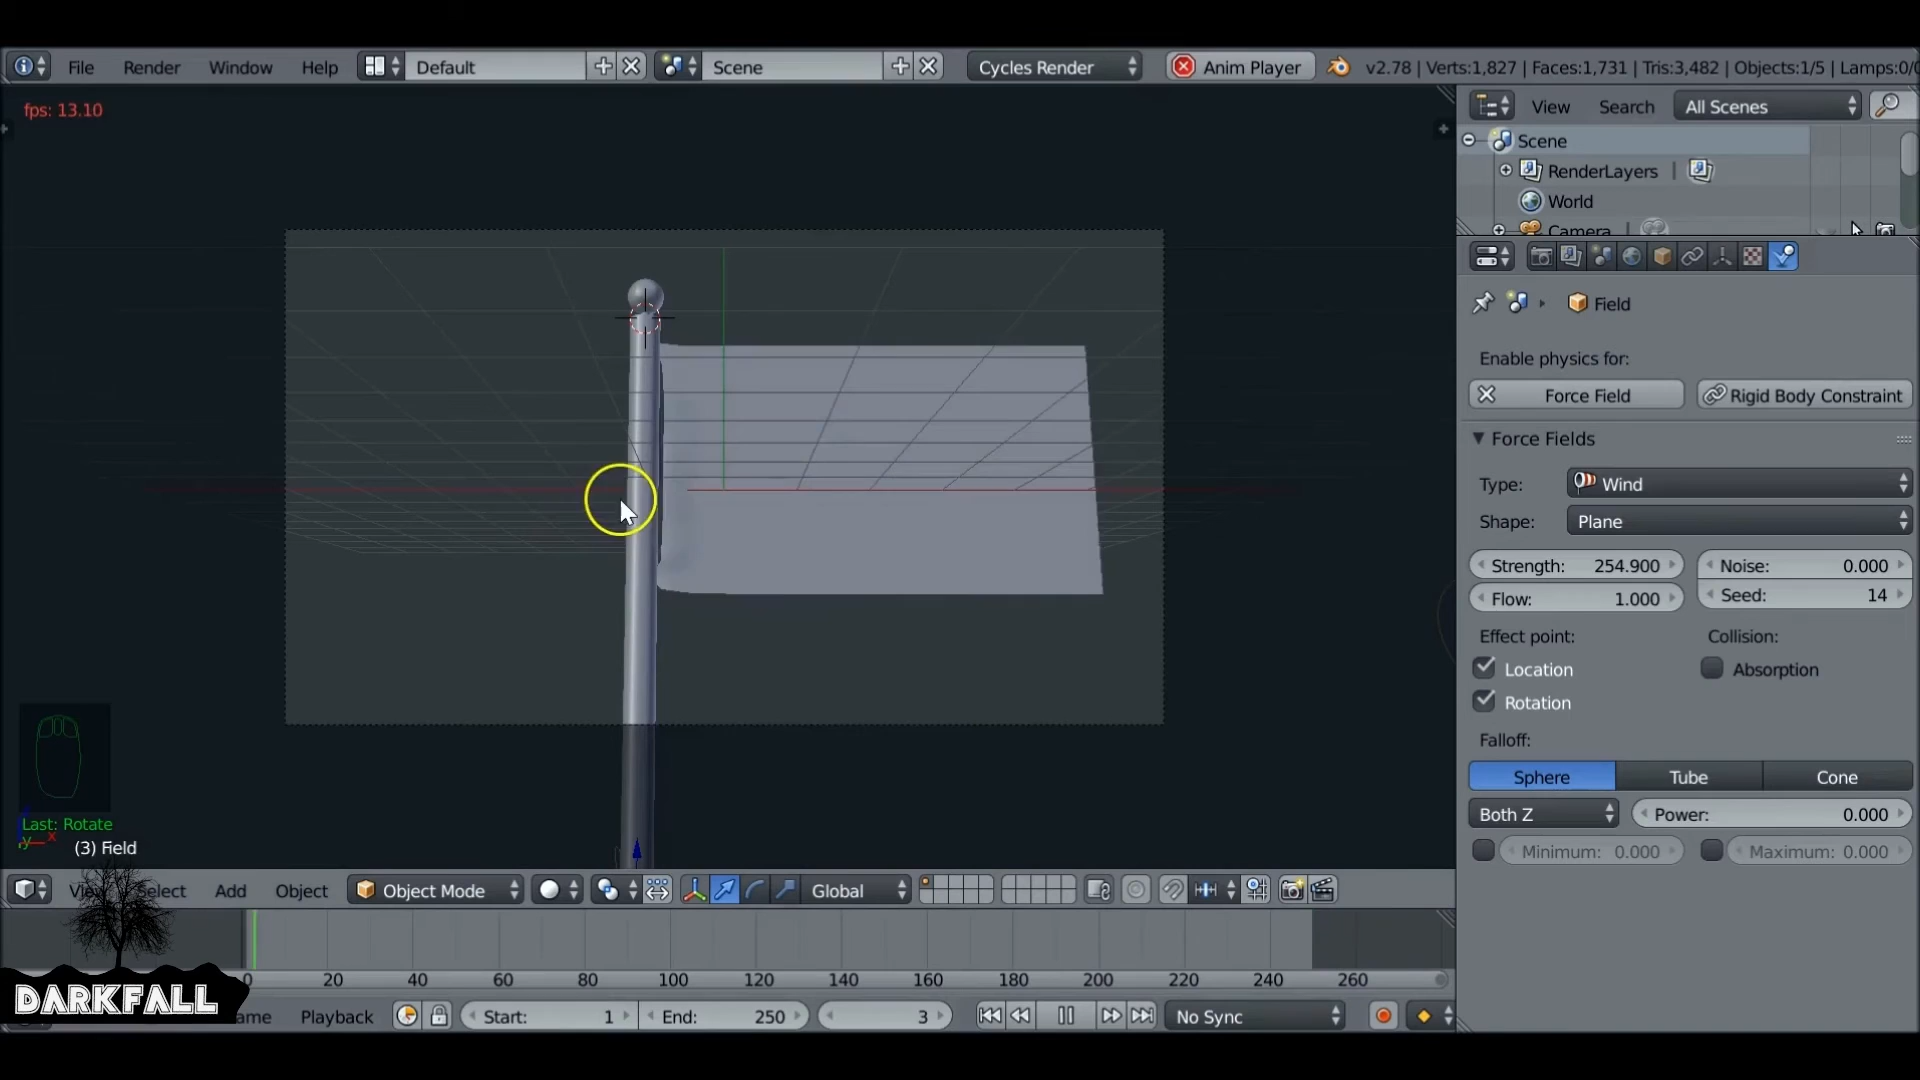 File Render Window Help Default Scene Cycles Render Anim Player v2.78 | Verts:1,827 | Faces:1,731 | Tris:3,482 | Objects:1/5 | Lamps:0/0
fps: 13.10
View Search All Scenes
Scene
RenderLayers
World
Camera
Field
Enable physics for:
Force Field Rigid Body Constraint
Force Fields
Type: Wind
Shape: Plane
Strength: 254.900 Noise: 0.000
Flow: 1.000 Seed: 14
Effect point: Collision:
Location Absorption
Rotation
Falloff:
Sphere Tube Cone
Both Z Power: 0.000
Minimum: 0.000 Maximum: 0.000
Last: Rotate
y x
(3) Field
Select Add Object Object Mode Global
0 20 40 60 80 100 120 140 160 180 200 220 240 260
DARKFALL
Playback Start: 1 End: 250 3 No Sync